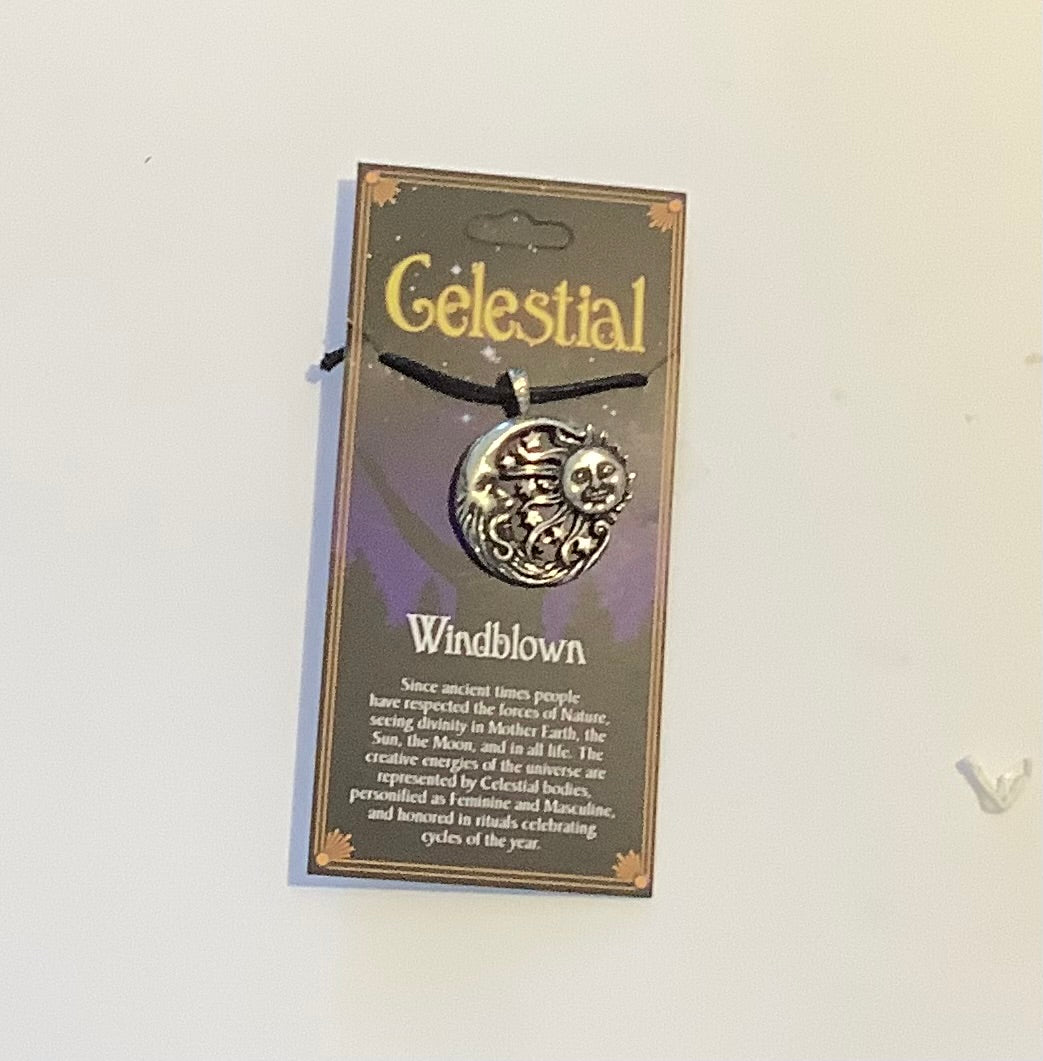 Celestial
Windblown
Since ancient times people
have respected the forces of Nature,
seeing divinity in Mother Earth, the
Sun, the Moon, and in all life. The
creative energies of the universe are
represented by Celestial bodies,
personified as Feminine and Masculine,
and honored in rituals celebrating
cycles of the year.